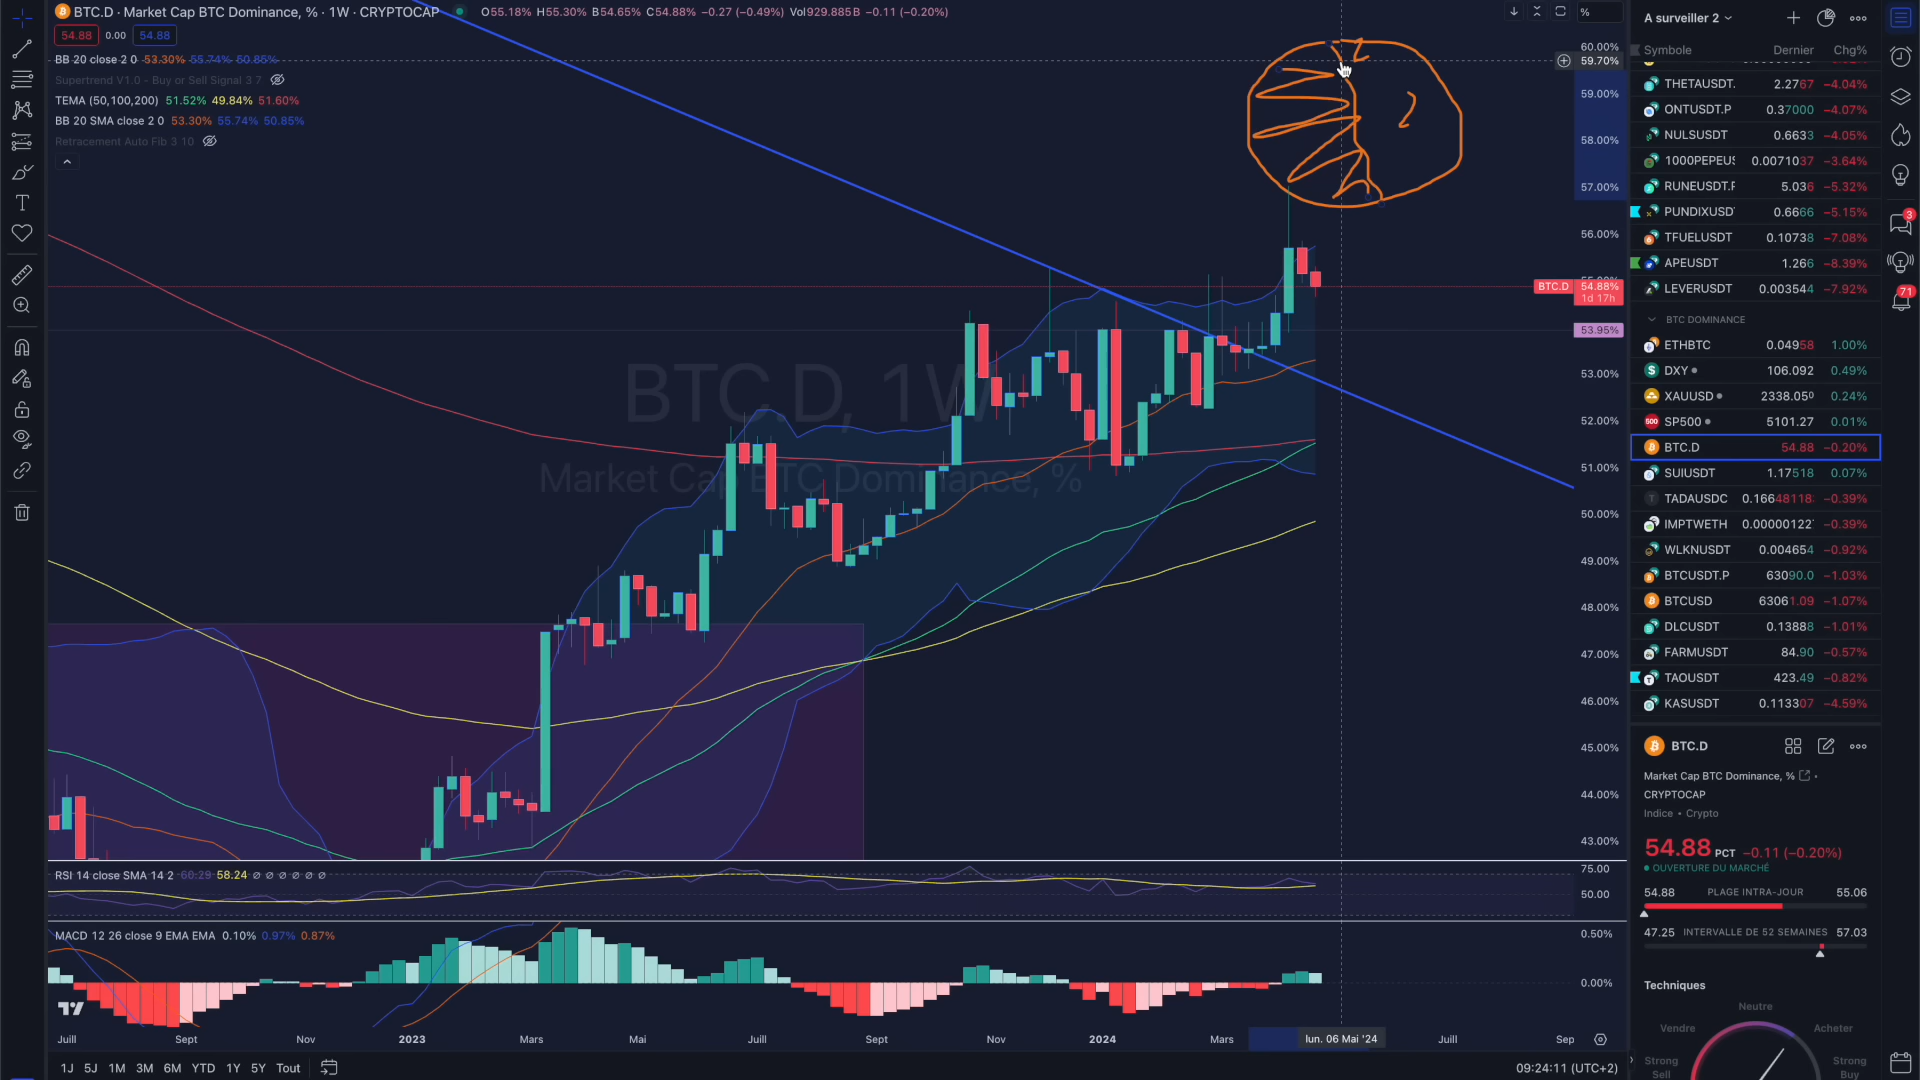 BTC.D · Market Cap BTC Dominance, % · 1W · CRYPTOCAP O55.18% H55.30% B54.65% C54.88% −0.27 (−0.49%) Vol929.885B −0.11 (−0.20%)
54.88 0.00 54.88
BB 20 close 2 0 53.30% 55.74% 50.85%
Supertrend V1.0 - Buy or Sell Signal 3 7
TEMA (50,100,200) 51.52% 49.84% 51.60%
BB 20 SMA close 2 0 53.30% 55.74% 50.85%
Retracement Auto Fib 3 10
BTC.D, 1W
Market Cap BTC Dominance, %
%
60.00%
59.70%
59.00%
58.00%
57.00%
56.00%
BTC.D 54.88%
1d 17h
53.95%
53.00%
52.00%
51.00%
50.00%
49.00%
48.00%
47.00%
46.00%
45.00%
44.00%
43.00%
RSI 14 close SMA 14 2 60.29 58.24 ∅ ∅ ∅ ∅ ∅ ∅
75.00
50.00
MACD 12 26 close 9 EMA EMA 0.10% 0.97% 0.87%
0.50%
0.00%
Juill Sept Nov 2023 Mars Mai Juill Sept Nov 2024 Mars lun. 06 Mai '24 Juill Sep
1J 5J 1M 3M 6M YTD 1Y 5Y Tout 09:24:11 (UTC+2)
A surveiller 2
Symbole Dernier Chg%
THETAUSDT. 2.2767 −4.04%
ONTUSDT.P 0.37000 −4.07%
NULSUSDT 0.6633 −4.05%
1000PEPEUS 0.0071037 −3.64%
RUNEUSDT.F 5.036 −5.32%
PUNDIXUSD 0.6666 −5.15%
TFUELUSDT 0.10738 −7.08%
APEUSDT 1.266 −8.39%
LEVERUSDT 0.003544 −7.92%
BTC DOMINANCE
ETHBTC 0.04958 1.00%
DXY 106.092 0.49%
XAUUSD 2338.05⁰ 0.24%
SP500 5101.27 0.01%
BTC.D 54.88 −0.20%
SUIUSDT 1.17518 0.07%
TADAUSDC 0.16648118 −0.39%
IMPTWETH 0.00000122 −0.39%
WLKNUSDT 0.004654 −0.92%
BTCUSDT.P 63090.0 −1.03%
BTCUSD 63061.09 −1.07%
DLCUSDT 0.13888 −1.01%
FARMUSDT 84.90 −0.57%
TAOUSDT 423.49 −0.82%
KASUSDT 0.113307 −4.59%
BTC.D
Market Cap BTC Dominance, %
CRYPTOCAP
Indice • Crypto
54.88 PCT −0.11 (−0.20%)
OUVERTURE DU MARCHÉ
54.88 PLAGE INTRA-JOUR 55.06
47.25 INTERVALLE DE 52 SEMAINES 57.03
Techniques
Neutre
Vendre Acheter
Strong Sell Strong Buy
3
71